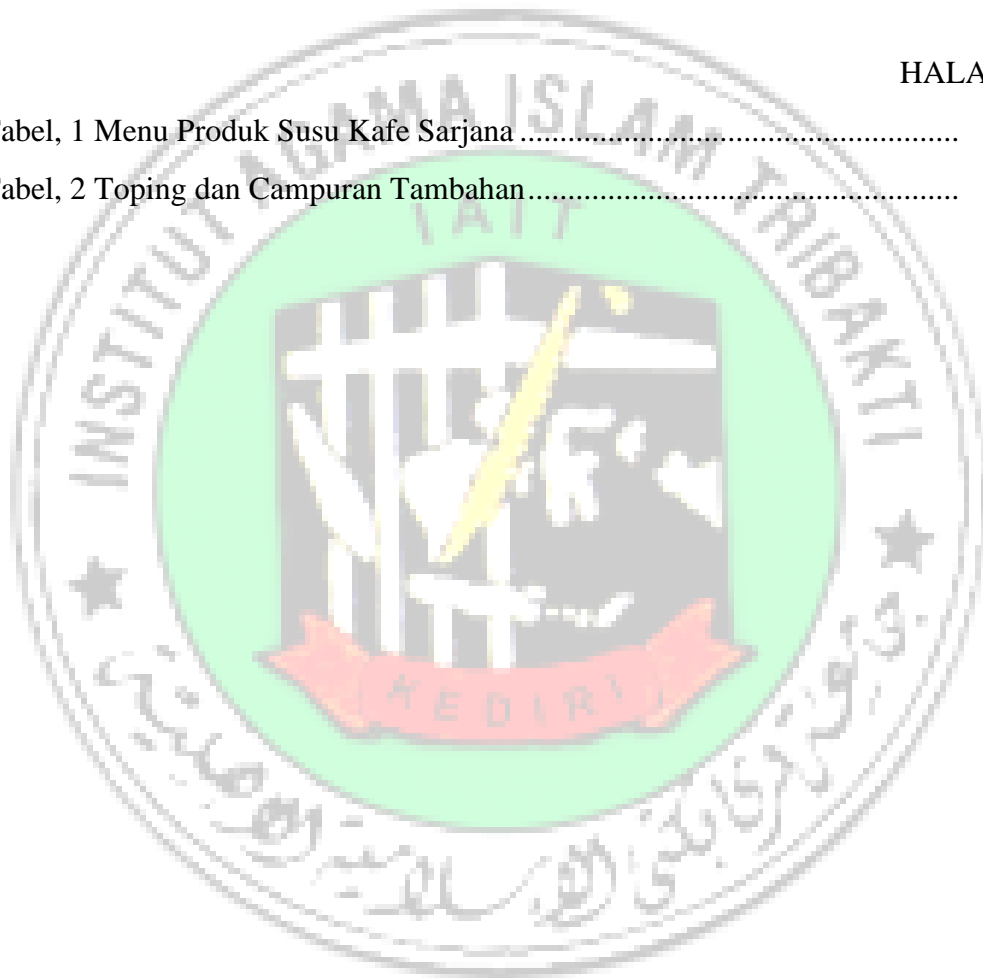 HALA
abel, 1 Menu Produk Susu Kafe Sarjana ......................................................
abel, 2 Toping dan Campuran Tambahan.....................................................
INSTITUT AGAMA ISLAM TRIBAKTI
IAIT
KEDIRI